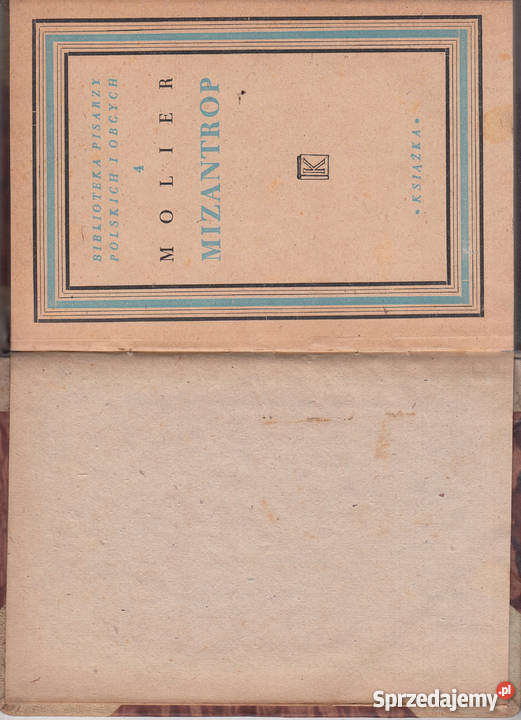 BIBLIOTEKA PISARZY
POLSKICH I OBCYCH
4
MOLIER
MIZANTROP
K
«KSIĄŻKA»
Sprzedajemy.pl